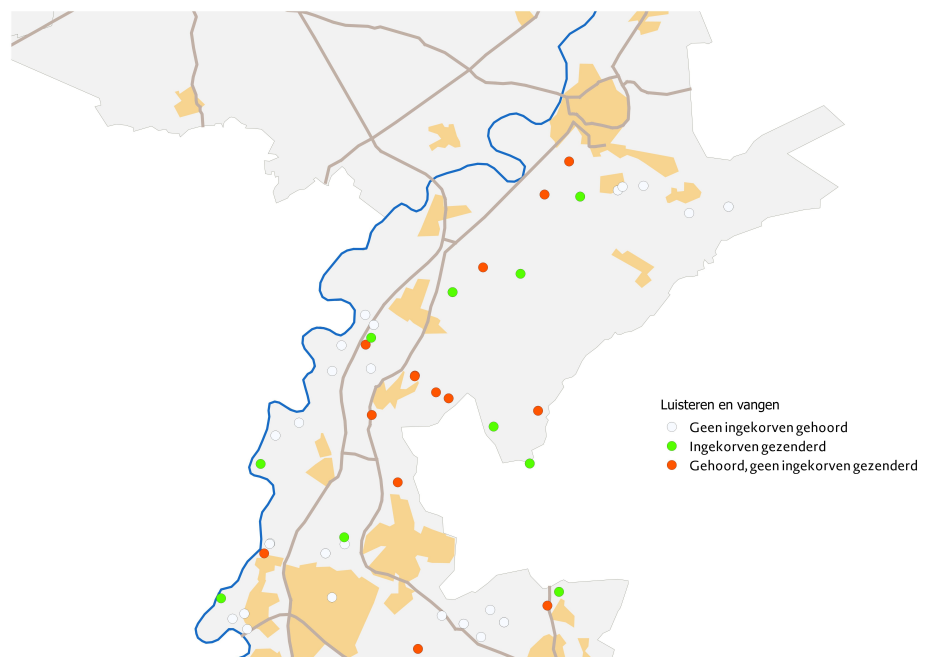 Luisteren en vangen
Geen ingekorven gehoord
Ingekorven gezenderd
Gehoord, geen ingekorven gezenderd